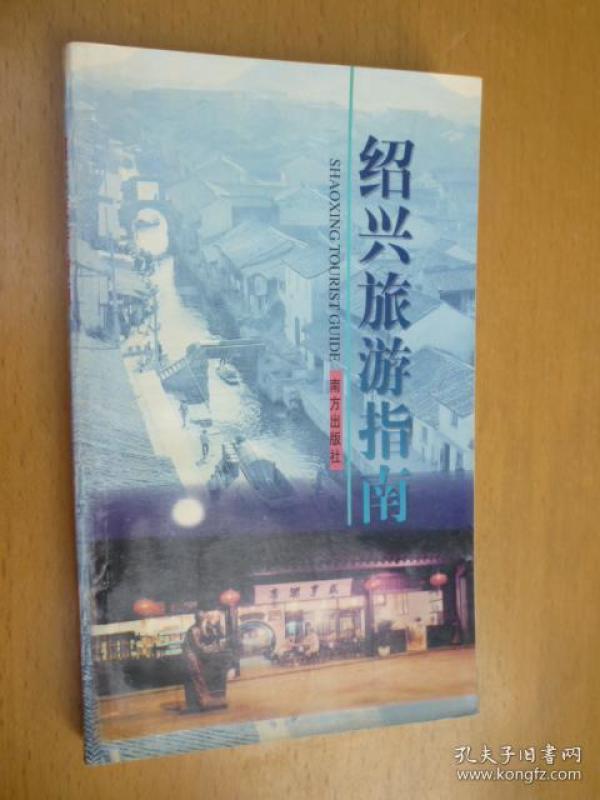 绍兴旅游指南
SHAOXING TOURIST GUIDE
南方出版社
咸亨酒店
孔夫子旧书网
www.kongfz.com